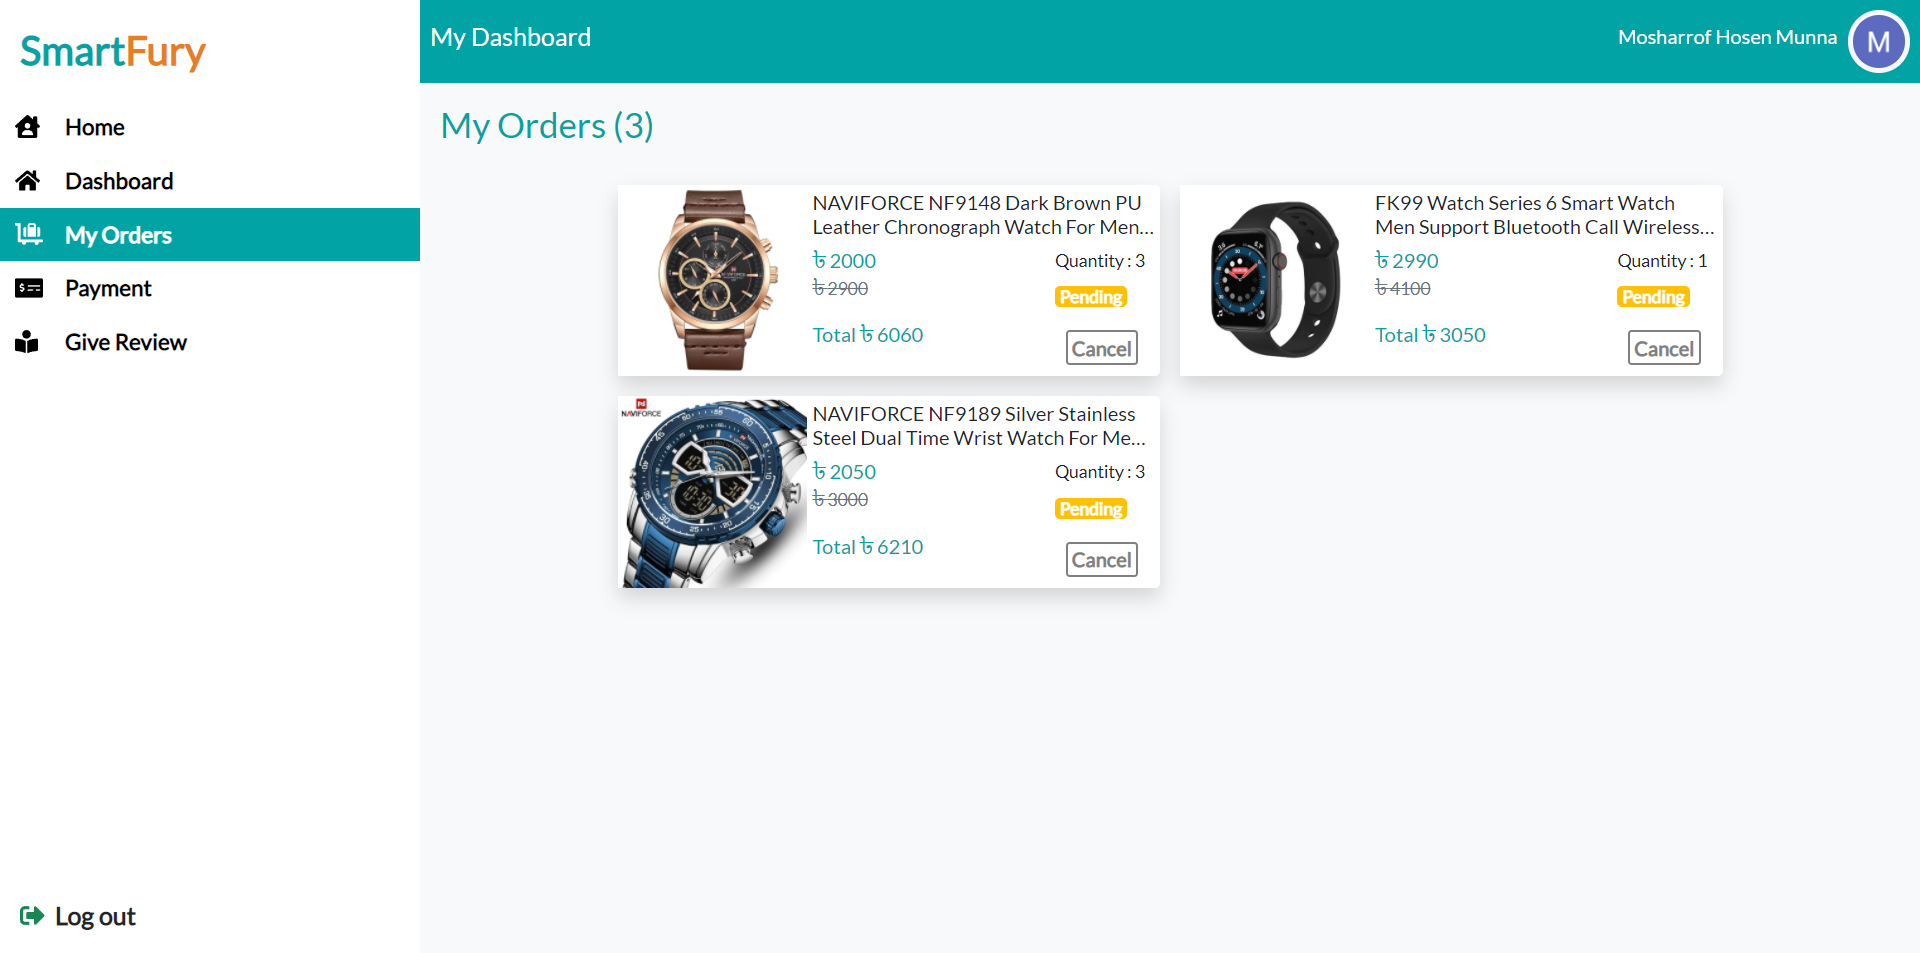 SmartFury
Home
Dashboard
My Orders
Payment
Give Review
Log out
My Dashboard
Mosharrof Hosen Munna
M
My Orders (3)
NAVIFORCE NF9148 Dark Brown PU
Leather Chronograph Watch For Men...
৳ 2000
Quantity : 3
৳ 2900
Pending
Total ৳ 6060
Cancel
FK99 Watch Series 6 Smart Watch
Men Support Bluetooth Call Wireless...
৳ 2990
Quantity : 1
৳ 4100
Pending
Total ৳ 3050
Cancel
NAVIFORCE
NAVIFORCE NF9189 Silver Stainless
Steel Dual Time Wrist Watch For Me...
৳ 2050
Quantity : 3
৳ 3000
Pending
Total ৳ 6210
Cancel